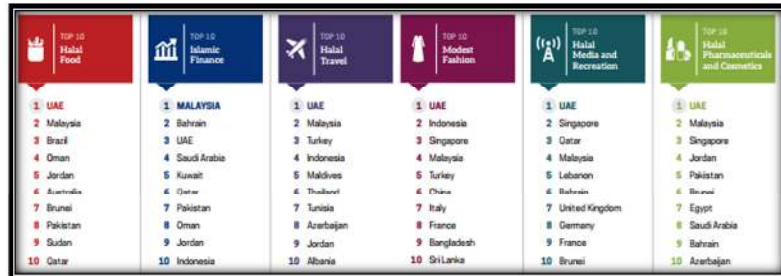 TOP 10
Halal
Food
1 UAE
2 Malaysia
3 Brazil
4 Oman
5 Jordan
6 Australia
7 Brunei
8 Pakistan
9 Sudan
10 Qatar
TOP 10
Islamic
Finance
1 MALAYSIA
2 Bahrain
3 UAE
4 Saudi Arabia
5 Kuwait
6 Qatar
7 Pakistan
8 Oman
9 Jordan
10 Indonesia
TOP 10
Halal
Travel
1 UAE
2 Malaysia
3 Turkey
4 Indonesia
5 Maldives
6 Thailand
7 Tunisia
8 Azerbaijan
9 Jordan
10 Albania
TOP 10
Modest
Fashion
1 UAE
2 Indonesia
3 Singapore
4 Malaysia
5 Turkey
6 China
7 Italy
8 France
9 Bangladesh
10 Sri Lanka
TOP 10
Halal
Media and
Recreation
1 UAE
2 Singapore
3 Qatar
4 Malaysia
5 Lebanon
6 Bahrain
7 United Kingdom
8 Germany
9 France
10 Brunei
TOP 10
Halal
Pharmaceuticals
and Cosmetics
1 UAE
2 Malaysia
3 Singapore
4 Jordan
5 Pakistan
6 Brunei
7 Egypt
8 Saudi Arabia
9 Bahrain
10 Azerbaijan